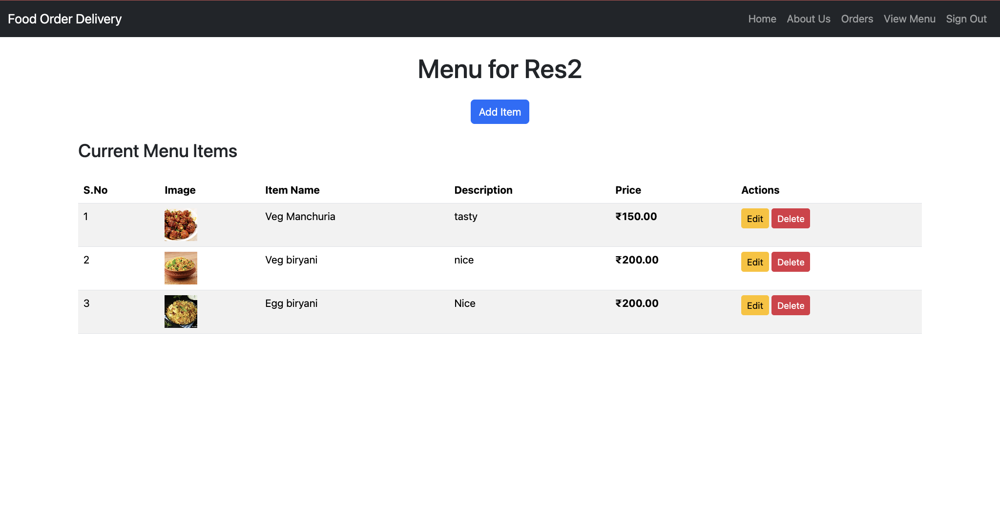 Food Order Delivery Home About Us Orders View Menu Sign Out
Menu for Res2
Add Item
Current Menu Items
S.No Image Item Name Description Price Actions
1 Veg Manchuria tasty ₹150.00 Edit Delete
2 Veg biryani nice ₹200.00 Edit Delete
3 Egg biryani Nice ₹200.00 Edit Delete